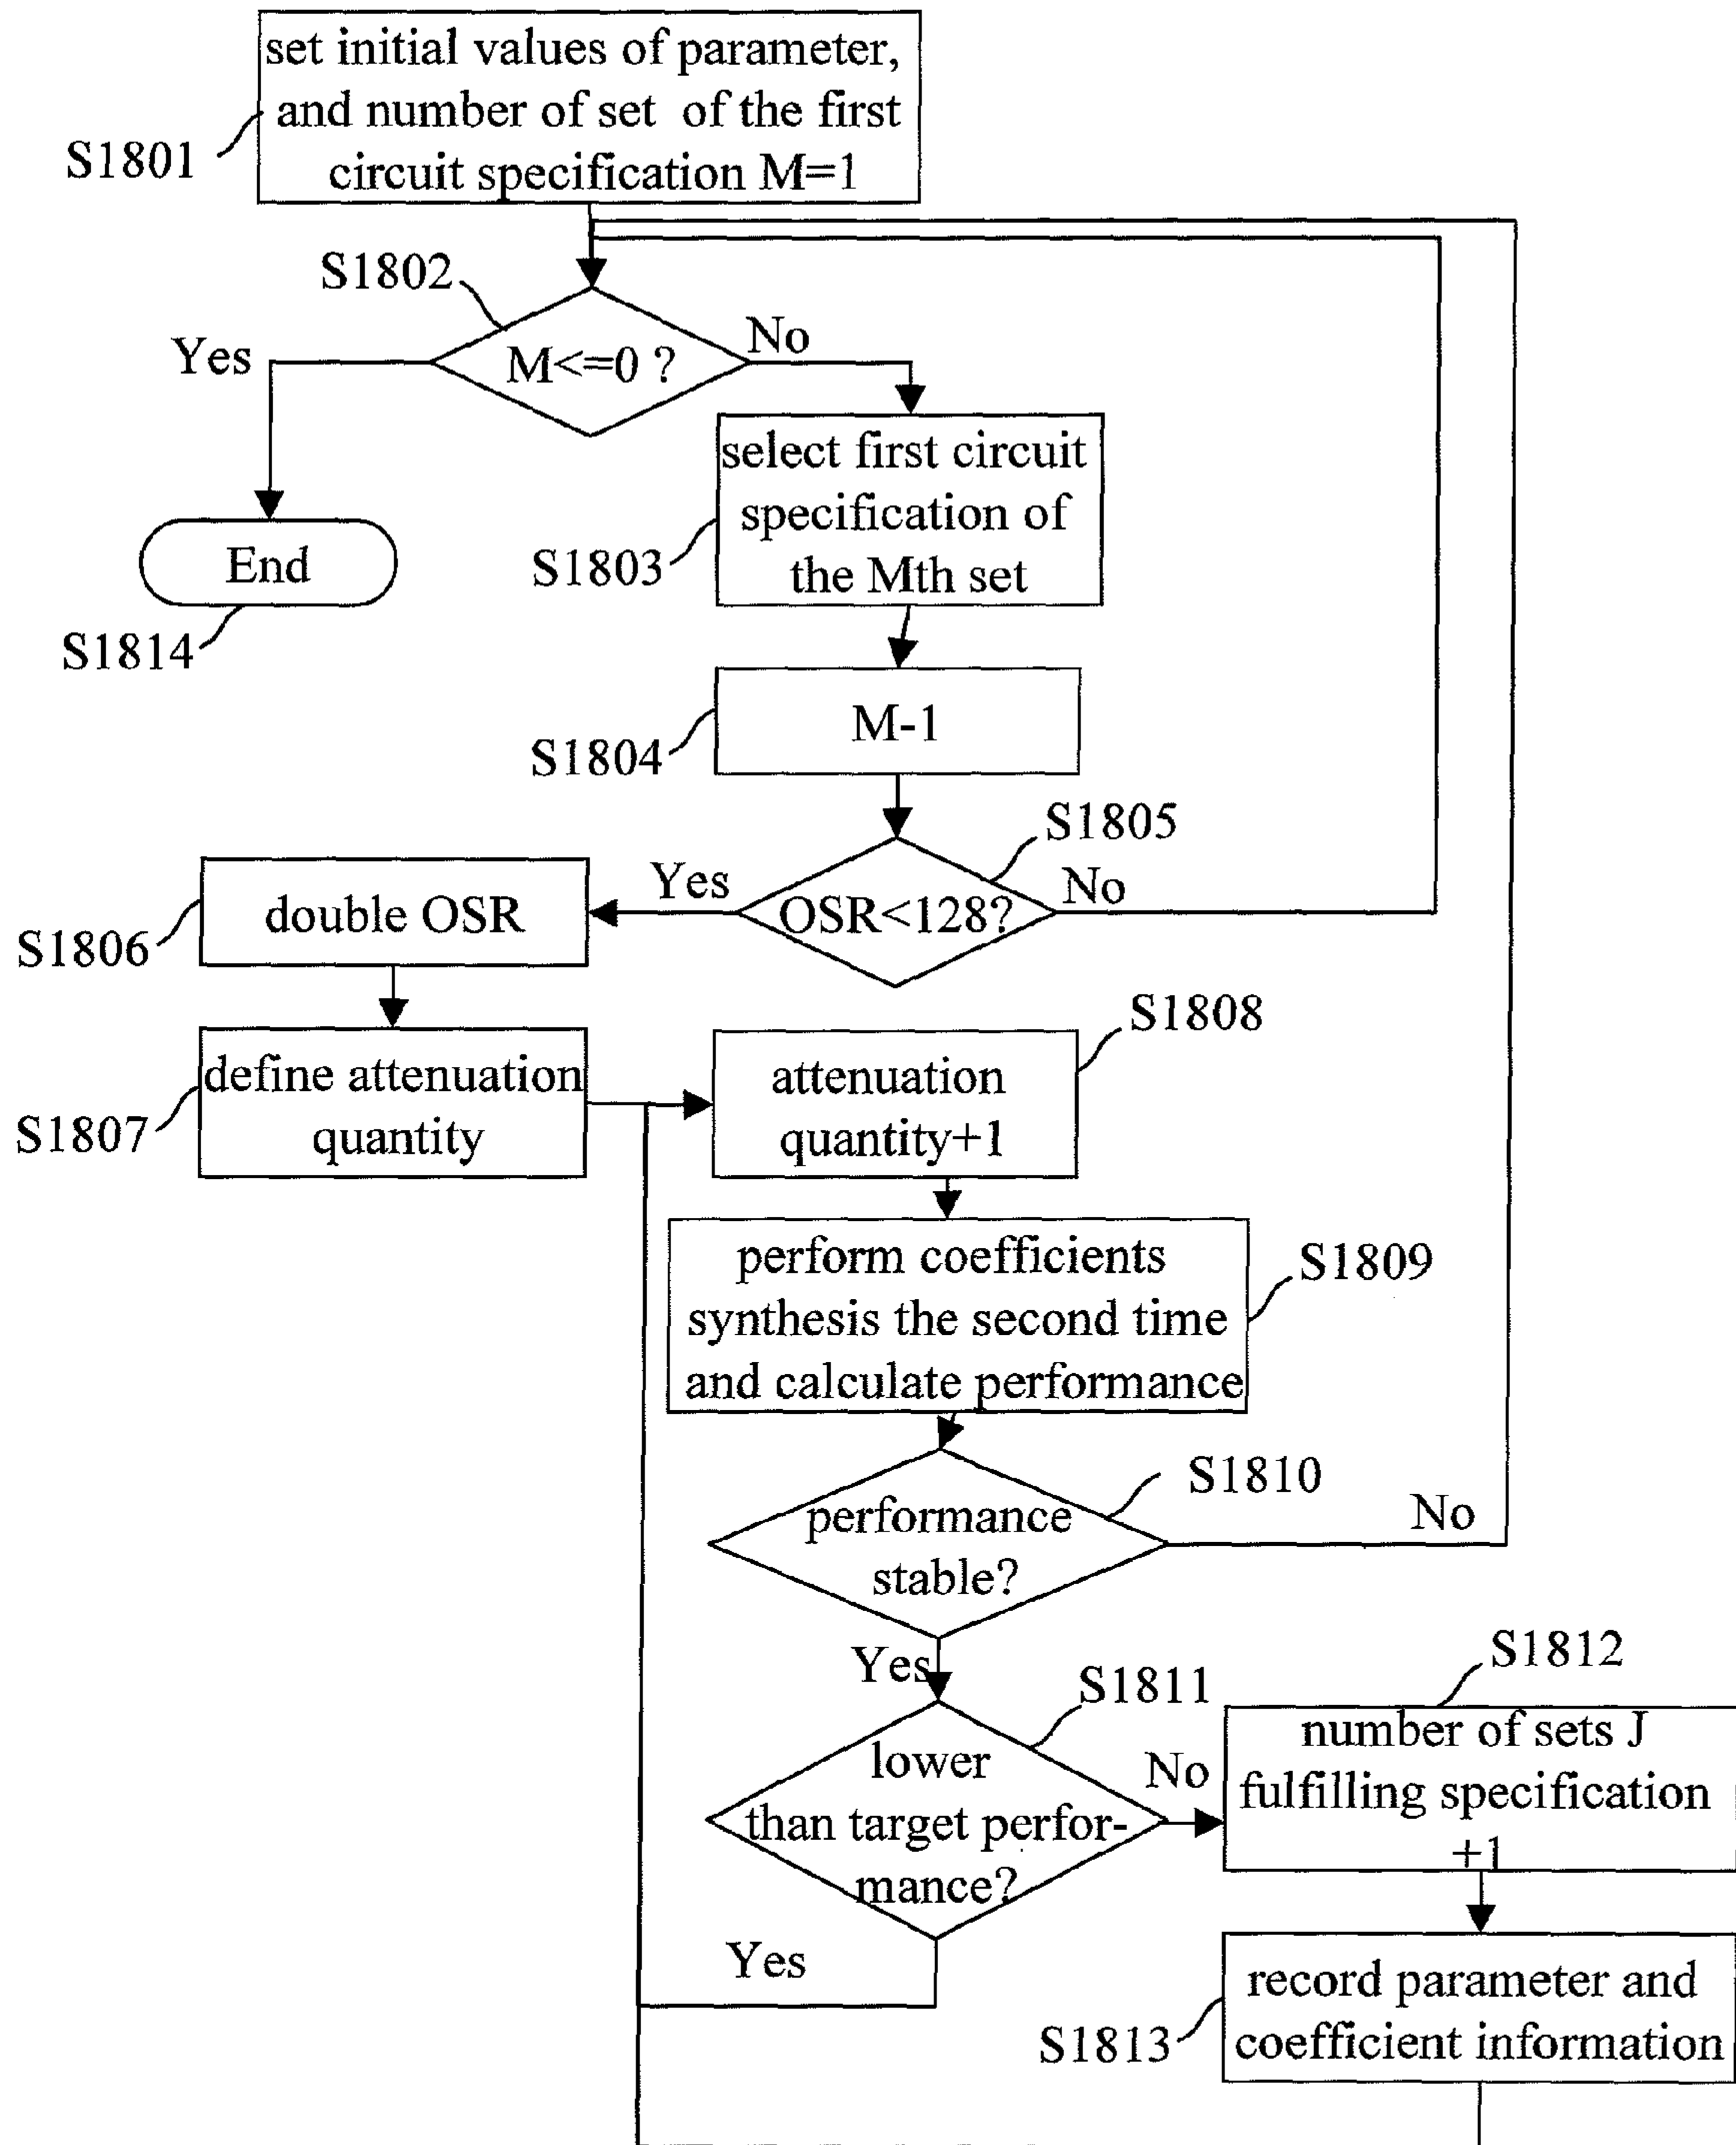 set initial values of parameter,
and number of set of the first
circuit specification M=1
S1801
S1802
Yes
M<=0 ?
No
select first circuit
specification of
the Mth set
S1803
End
S1814
M-1
S1804
S1805
Yes
OSR<128?
No
double OSR
S1806
define attenuation
quantity
S1807
S1808
attenuation
quantity+1
perform coefficients
synthesis the second time
and calculate performance
S1809
S1810
performance
stable?
No
Yes
S1811
lower
than target perfor-
mance?
No
S1812
number of sets J
fulfilling specification
+1
Yes
record parameter and
coefficient information
S1813